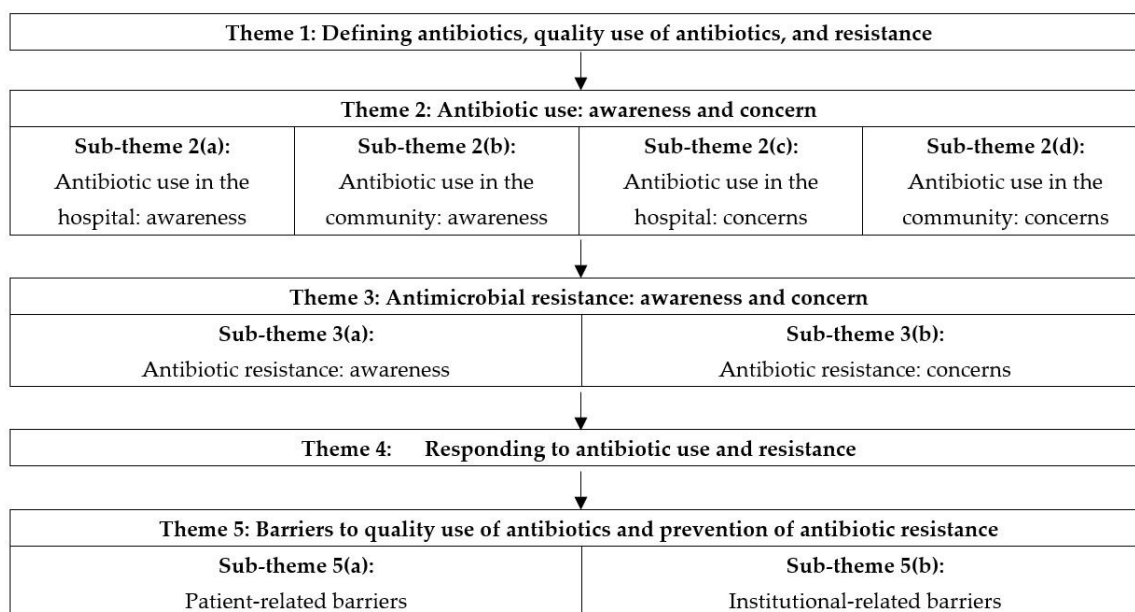 Theme 1: Defining antibiotics, quality use of antibiotics, and resistance
Theme 2: Antibiotic use: awareness and concern
Sub-theme 2(a):
Antibiotic use in the
hospital: awareness
Sub-theme 2(b):
Antibiotic use in the
community: awareness
Sub-theme 2(c):
Antibiotic use in the
hospital: concerns
Sub-theme 2(d):
Antibiotic use in the
community: concerns
Theme 3: Antimicrobial resistance: awareness and concern
Sub-theme 3(a):
Antibiotic resistance: awareness
Sub-theme 3(b):
Antibiotic resistance: concerns
Theme 4: Responding to antibiotic use and resistance
Theme 5: Barriers to quality use of antibiotics and prevention of antibiotic resistance
Sub-theme 5(a):
Patient-related barriers
Sub-theme 5(b):
Institutional-related barriers